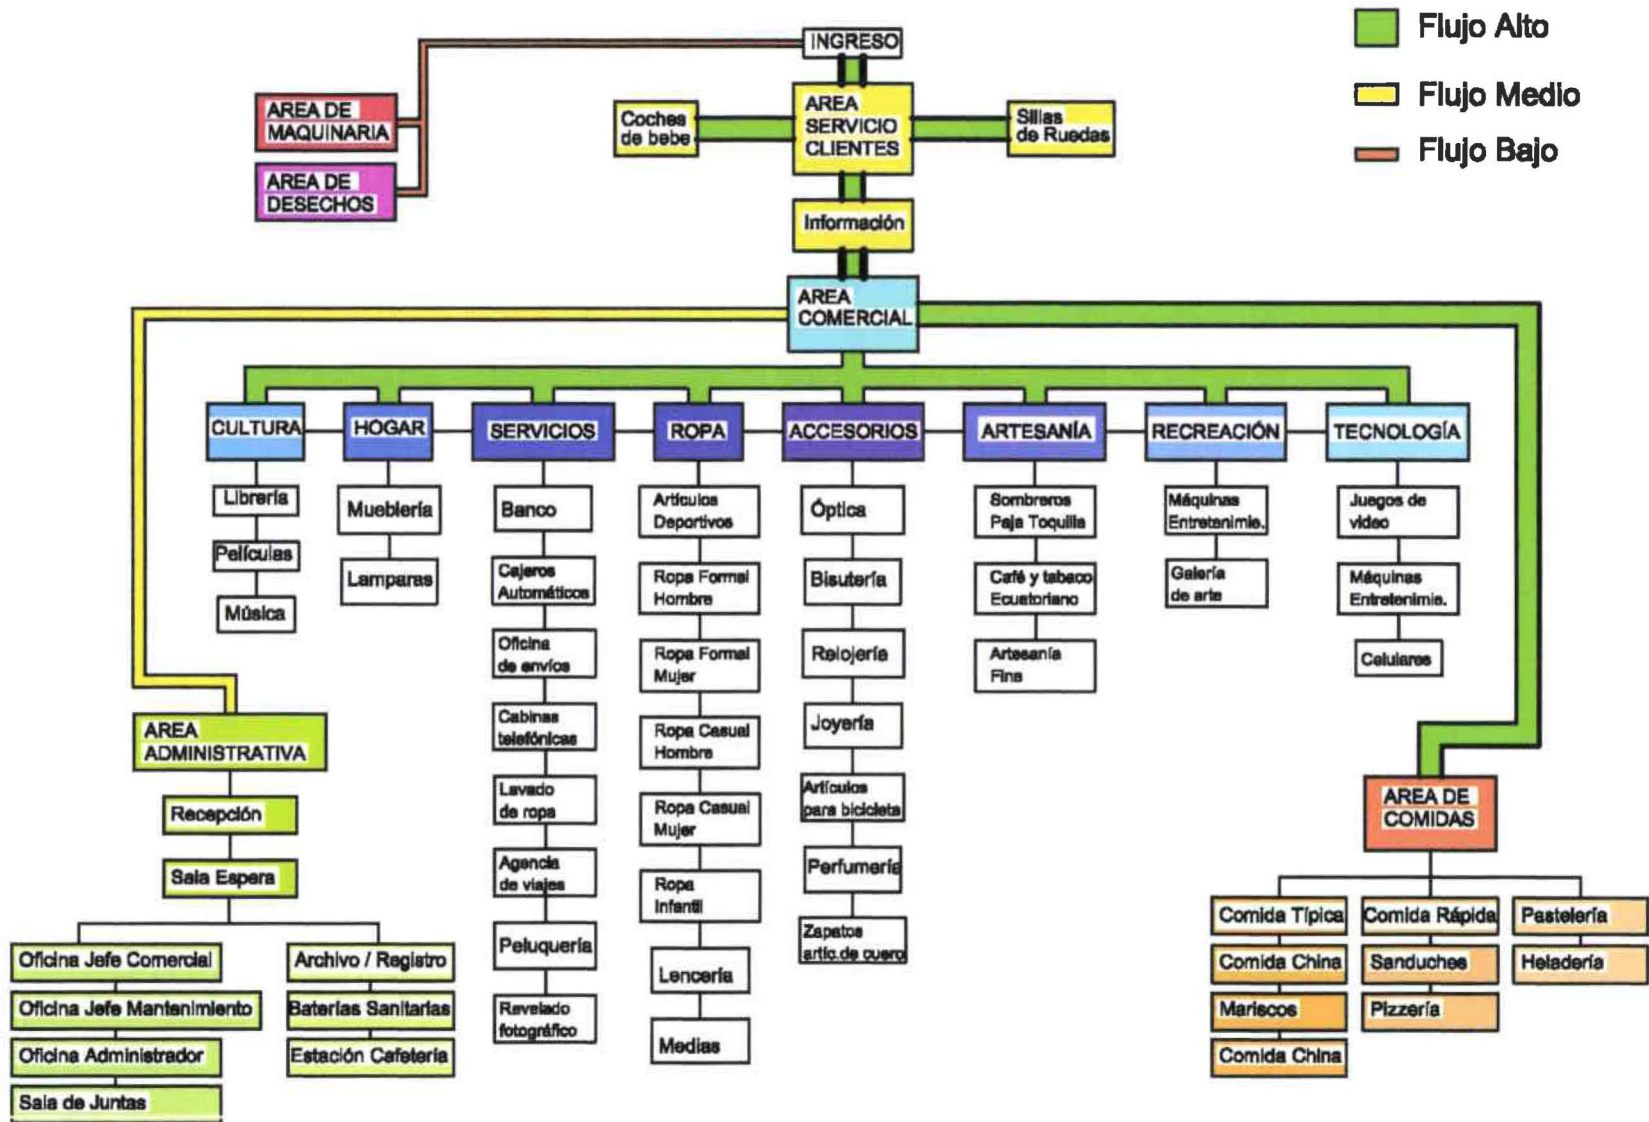 Flujo Alto
Flujo Medio
Flujo Bajo
INGRESO
AREA DE
MAQUINARIA
AREA DE
DESECHOS
Coches
de bebe
AREA
SERVICIO
CLIENTES
Sillas
de Ruedas
Información
AREA
COMERCIAL
CULTURA
HOGAR
SERVICIOS
ROPA
ACCESORIOS
ARTESANÍA
RECREACIÓN
TECNOLOGÍA
Librería
Películas
Música
Mueblería
Lamparas
Banco
Cajeros
Automáticos
Oficina
de envíos
Cabinas
telefónicas
Lavado
de ropa
Agencia
de viajes
Peluquería
Revelado
fotográfico
Artículos
Deportivos
Ropa Formal
Hombre
Ropa Formal
Mujer
Ropa Casual
Hombre
Ropa Casual
Mujer
Ropa
Infantil
Lencería
Medias
Óptica
Bisutería
Relojería
Joyería
Artículos
para bicicleta
Perfumería
Zapatos
artic.de cuero
Sombreros
Paja Toquilla
Café y tabaco
Ecuatoriano
Artesanía
Fina
Máquinas
Entretenimie.
Galería
de arte
Juegos de
video
Máquinas
Entretenimie.
Celulares
AREA
ADMINISTRATIVA
Recepción
Sala Espera
Oficina Jefe Comercial
Oficina Jefe Mantenimiento
Oficina Administrador
Sala de Juntas
Archivo / Registro
Baterías Sanitarias
Estación Cafetería
AREA DE
COMIDAS
Comida Típica
Comida China
Mariscos
Comida China
Comida Rápida
Sanduches
Pizzería
Pastelería
Heladería